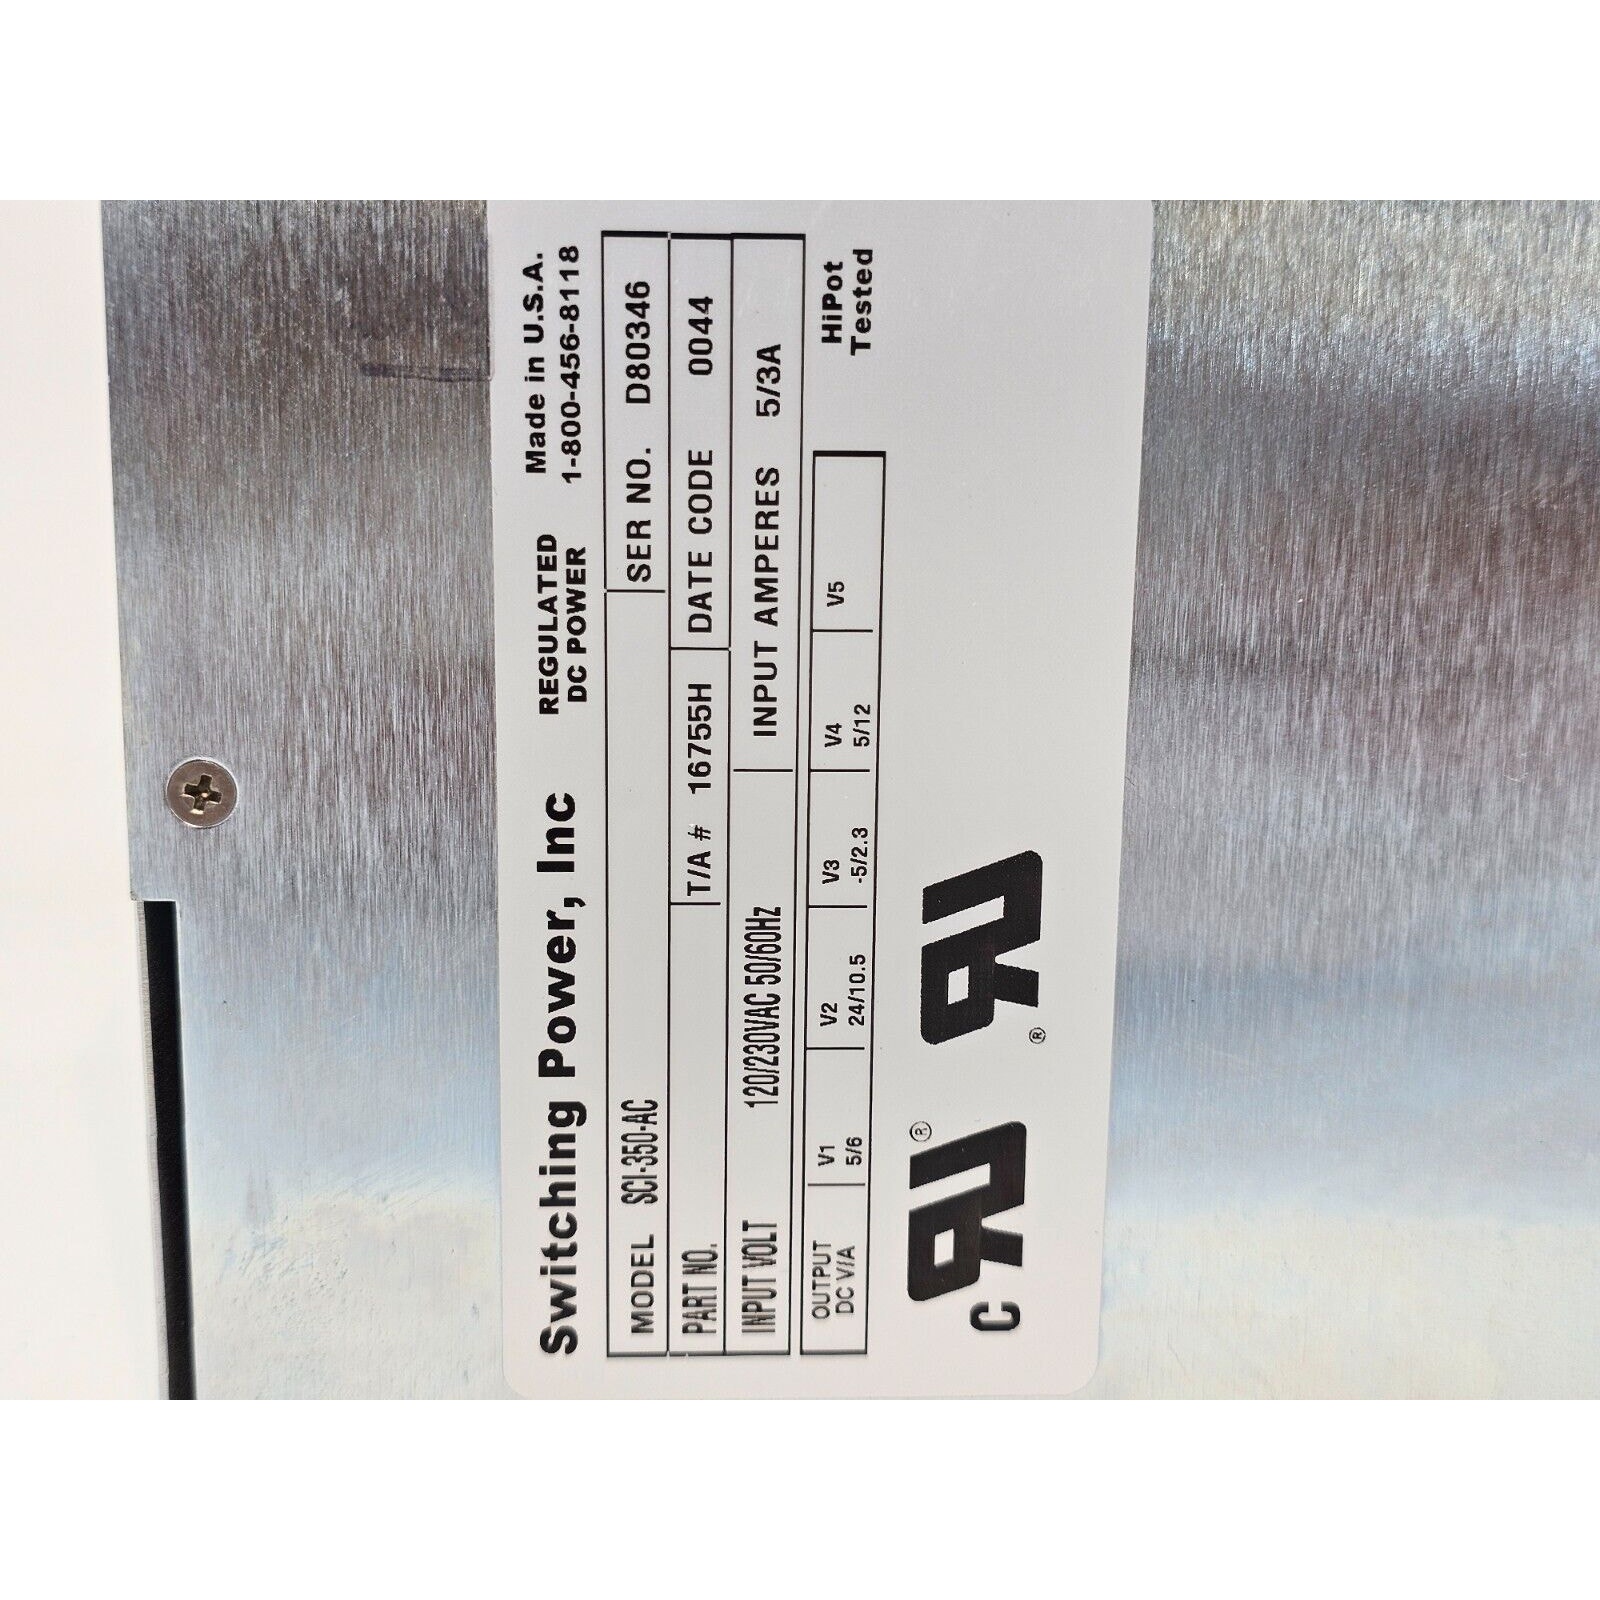 Switching Power, Inc
REGULATED
DC POWER
Made in U.S.A.
1-800-456-8118
MODEL SCI-350-AC SER NO. D80346
PART NO. T/A # 16755H DATE CODE 0044
INPUT VOLT 120/230VAC 50/60Hz INPUT AMPERES 5/3A
OUTPUT V1 V2 V3 V4 V5
DC V/A 5/6 24/10.5 -5/2.3 5/12
HiPot
Tested
C ®
®